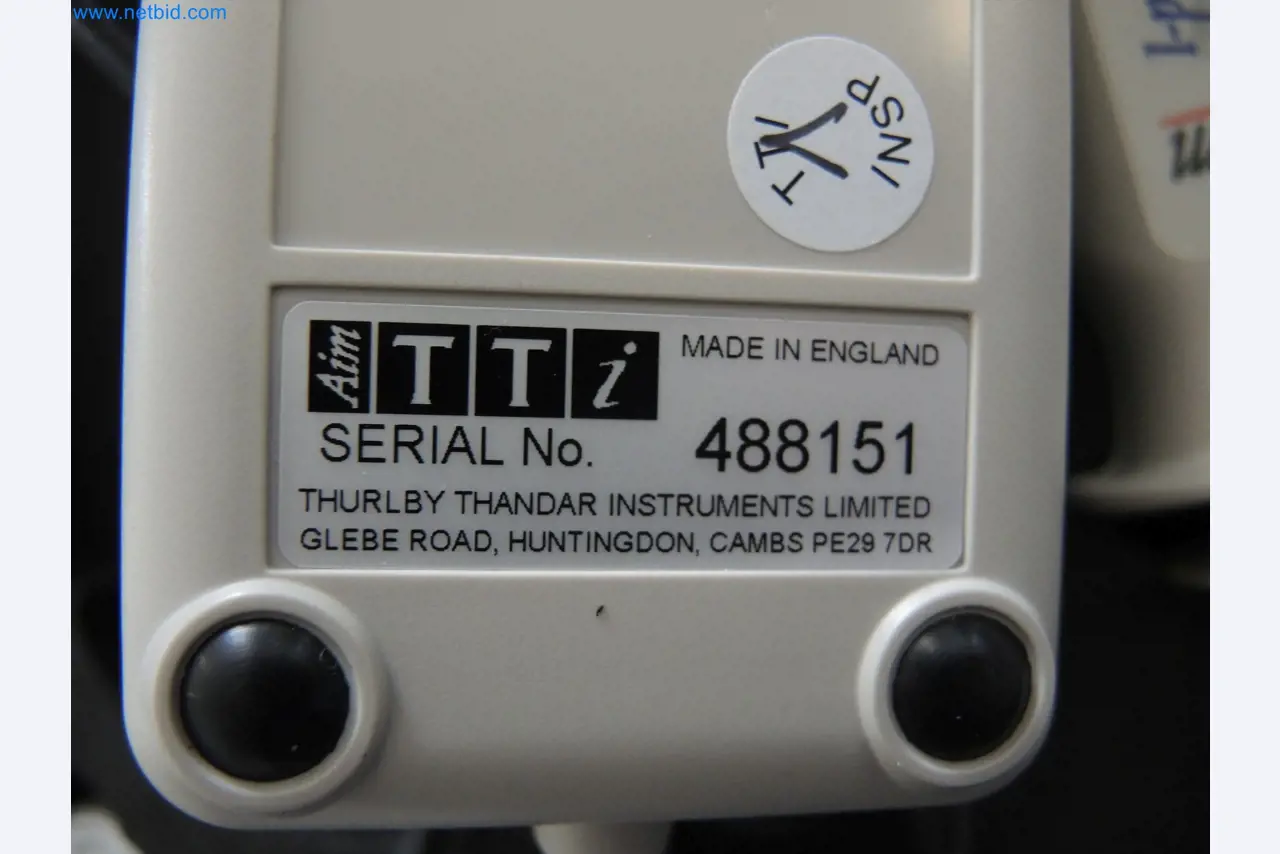 www.netbid.com
TTI
INSP
Aim TTi
MADE IN ENGLAND
SERIAL No. 488151
THURLBY THANDAR INSTRUMENTS LIMITED
GLEBE ROAD, HUNTINGDON, CAMBS PE29 7DR